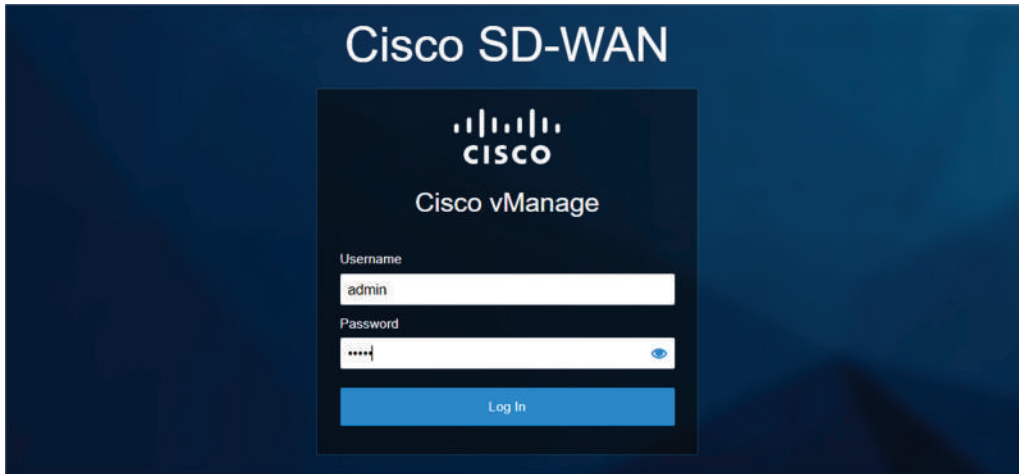 Cisco SD-WAN
CISCO
Cisco vManage
Username
admin
Password
•••••
Log In